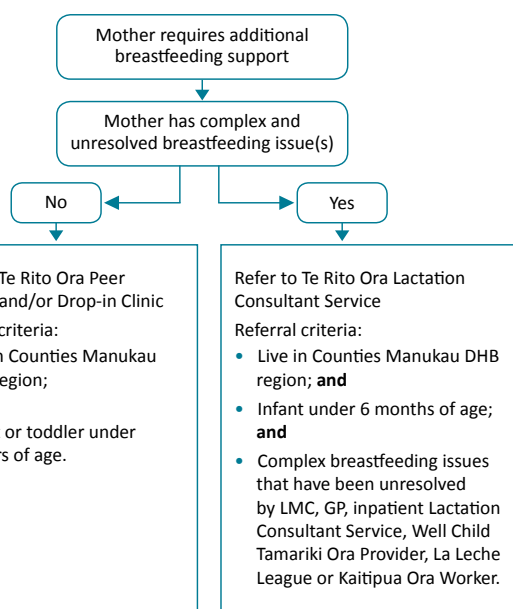 Mother requires additional
breastfeeding support
Mother has complex and
unresolved breastfeeding issue(s)
No
Yes
Te Rito Ora Peer
and/or Drop-in Clinic
criteria:
Counties Manukau
or toddler under
of age.
Refer to Te Rito Ora Lactation
Consultant Service
Referral criteria:
• Live in Counties Manukau DHB
region; and
• Infant under 6 months of age;
and
• Complex breastfeeding issues
that have been unresolved
by LMC, GP, inpatient Lactation
Consultant Service, Well Child
Tamariki Ora Provider, La Leche
League or Kaitipua Ora Worker.